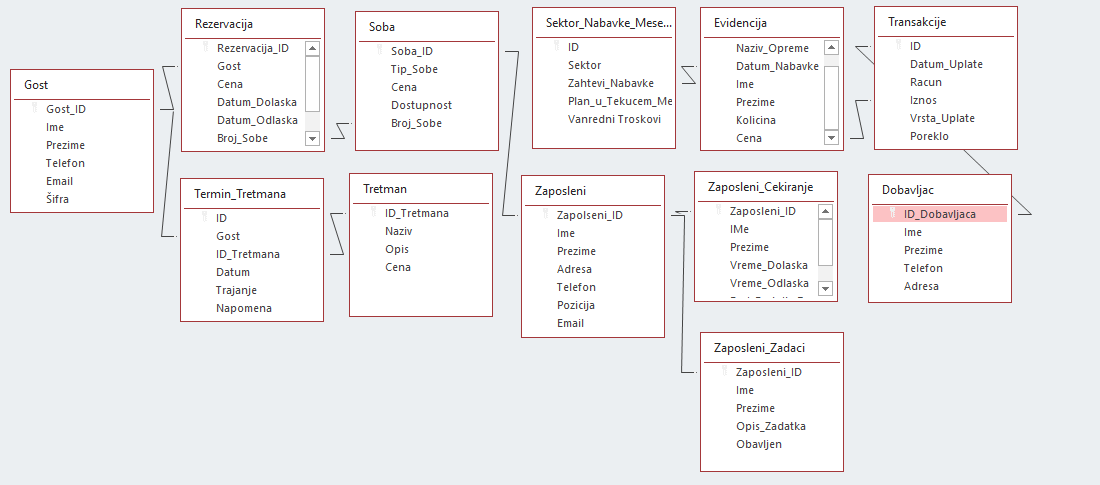 Gost
Gost_ID
Ime
Prezime
Telefon
Email
Šifra
Rezervacija
Rezervacija_ID
Gost
Cena
Datum_Dolaska
Datum_Odlaska
Broj_Sobe
Soba
Soba_ID
Tip_Sobe
Cena
Dostupnost
Broj_Sobe
Sektor_Nabavke_Mese...
ID
Sektor
Zahtevi_Nabavke
Plan_u_Tekucem_Me
Vanredni Troskovi
Evidencija
Naziv_Opreme
Datum_Nabavke
Ime
Prezime
Kolicina
Cena
Transakcije
ID
Datum_Uplate
Racun
Iznos
Vrsta_Uplate
Poreklo
Termin_Tretmana
ID
Gost
ID_Tretmana
Datum
Trajanje
Napomena
Tretman
ID_Tretmana
Naziv
Opis
Cena
Zaposleni
Zapolseni_ID
Ime
Prezime
Adresa
Telefon
Pozicija
Email
Zaposleni_Cekiranje
Zaposleni_ID
IMe
Prezime
Vreme_Dolaska
Vreme_Odlaska
Dobavljac
ID_Dobavljaca
Ime
Prezime
Telefon
Adresa
Zaposleni_Zadaci
Zaposleni_ID
Ime
Prezime
Opis_Zadatka
Obavljen